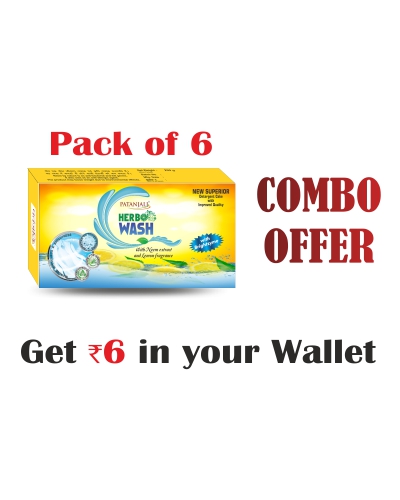 Pack of 6
PATANJALI
HERBO
WASH
With Neem extract
and Lemon fragrance
NEW SUPERIOR
Detergent Cake
with
Improved Quality
COMBO
OFFER
Get ₹6 in your Wallet